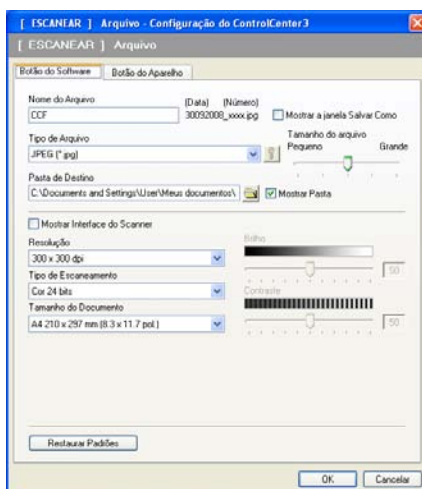 [ ESCANEAR ] Arquivo - Configuração do ControlCenter3
[ ESCANEAR ] Arquivo
Botão do Software
Botão do Aparelho
Nome do Arquivo
(Data) (Número)
CCF
30092008_xxxx.jpg
Mostrar a janela Salvar Como
Tipo de Arquivo
Tamanho do arquivo
Pequeno Grande
JPEG (*.jpg)
Pasta de Destino
C:\Documents and Settings\User\Meus documentos\
Mostrar Pasta
Mostrar Interface do Scanner
Resolução
Brilho
300 x 300 dpi
50
Tipo de Escaneamento
Cor 24 bits
Contraste
Tamanho do Documento
A4 210 x 297 mm (8.3 x 11.7 pol.)
50
Restaurar Padrões
OK
Cancelar